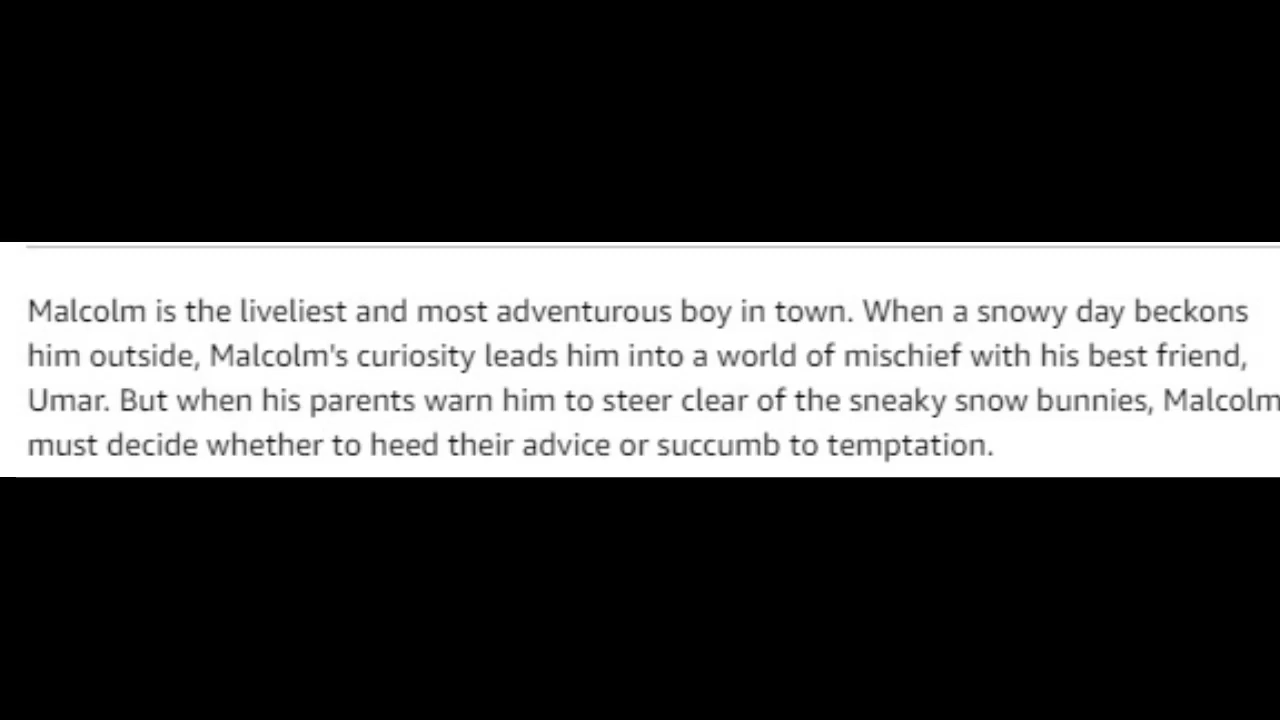 Malcolm is the liveliest and most adventurous boy in town. When a snowy day beckons
him outside, Malcolm's curiosity leads him into a world of mischief with his best friend,
Umar. But when his parents warn him to steer clear of the sneaky snow bunnies, Malcolm
must decide whether to heed their advice or succumb to temptation.